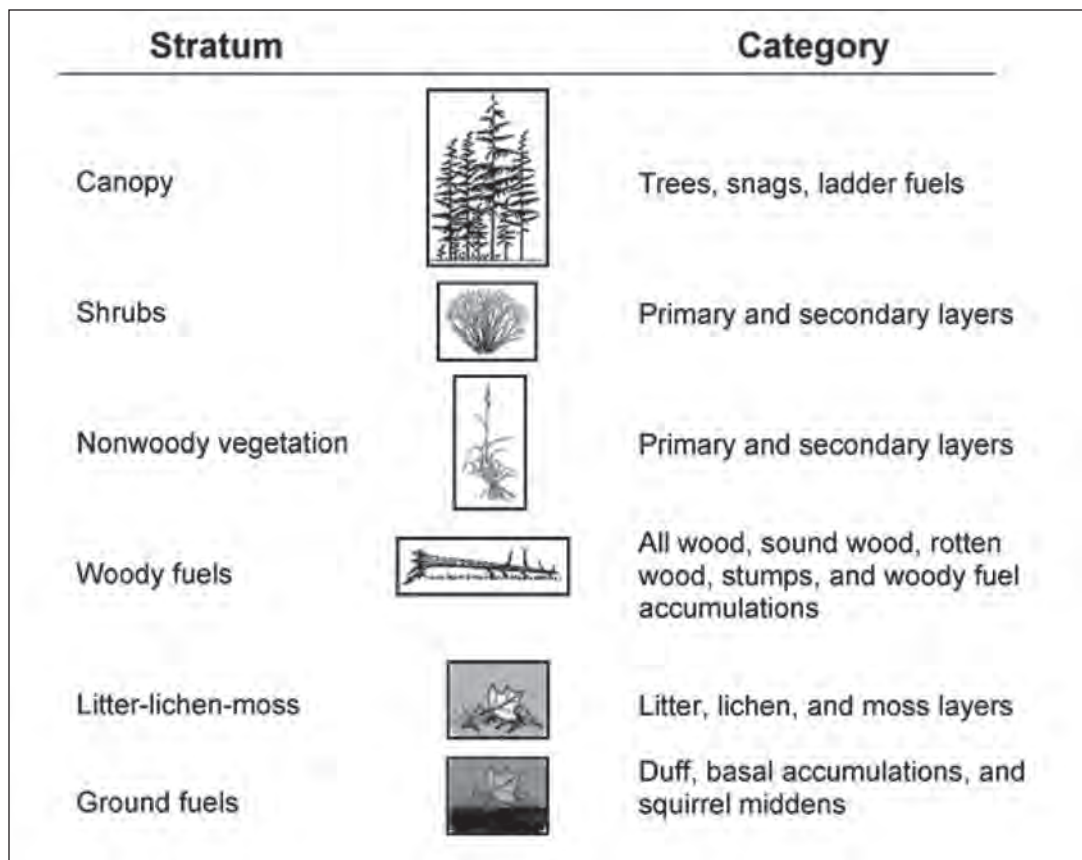 Stratum Category
Canopy Trees, snags, ladder fuels
Shrubs Primary and secondary layers
Nonwoody vegetation Primary and secondary layers
Woody fuels All wood, sound wood, rotten
wood, stumps, and woody fuel
accumulations
Litter-lichen-moss Litter, lichen, and moss layers
Ground fuels Duff, basal accumulations, and
squirrel middens